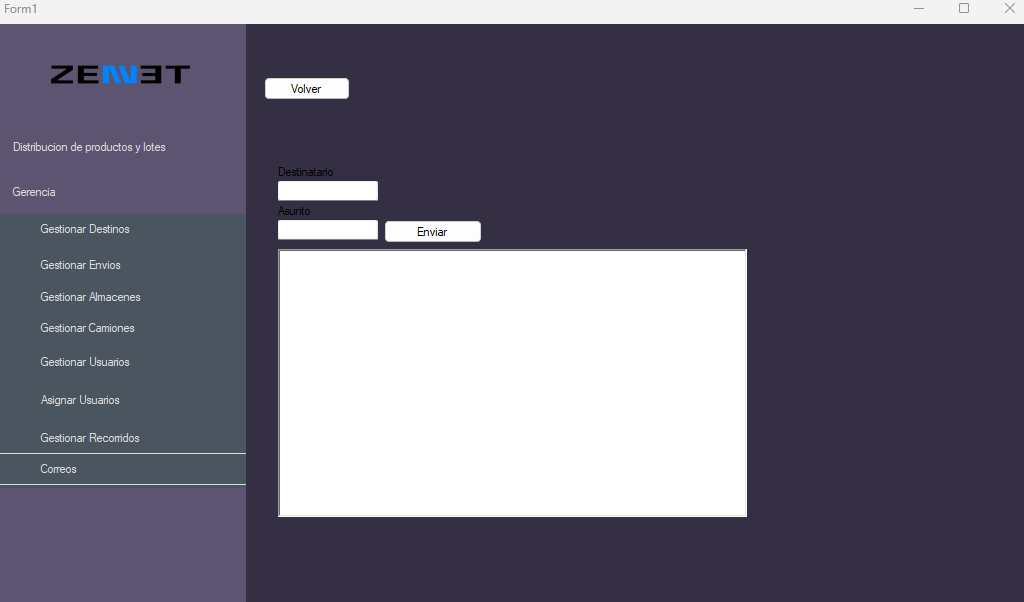 Form1
ZENET
Distribucion de productos y lotes
Gerencia
Gestionar Destinos
Gestionar Envios
Gestionar Almacenes
Gestionar Camiones
Gestionar Usuarios
Asignar Usuarios
Gestionar Recorridos
Correos
Volver
Destinatario
Asunto
Enviar